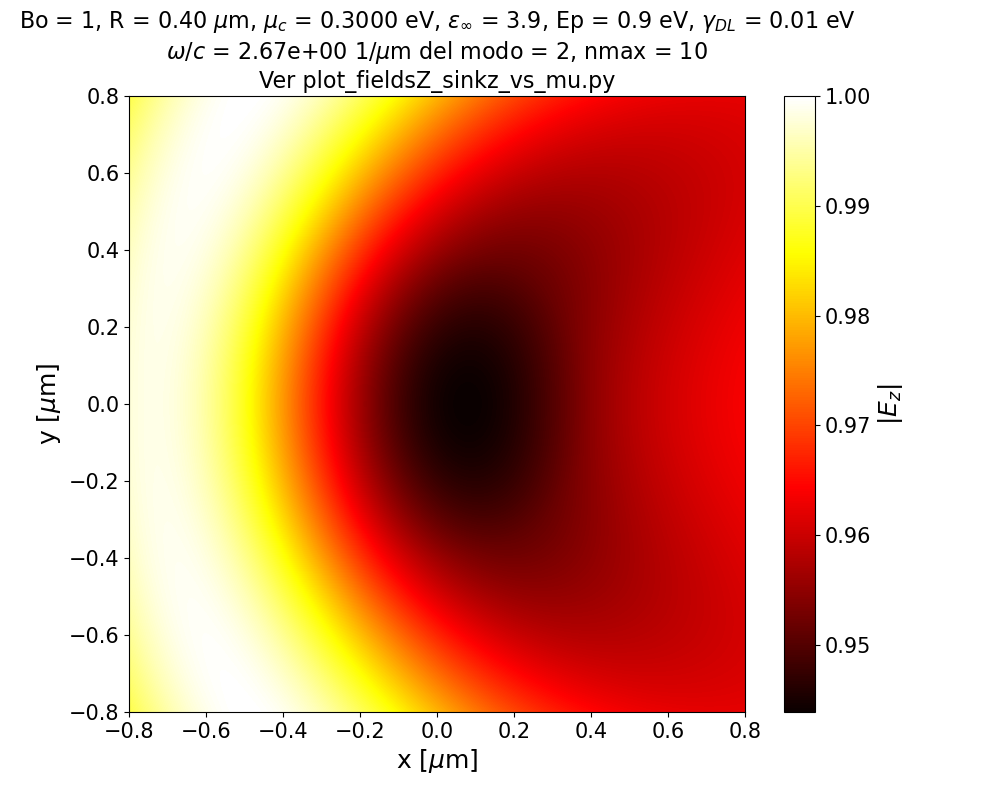 Bo = 1, R = 0.40 μm, μ_c = 0.3000 eV, ε_∞ = 3.9, Ep = 0.9 eV, γ_DL = 0.01 eV
ω/c = 2.67e+00 1/μm del modo = 2, nmax = 10
Ver plot_fieldsZ_sinkz_vs_mu.py
0.8
0.6
0.4
0.2
0.0
−0.2
−0.4
−0.6
−0.8
y [μm]
−0.8 −0.6 −0.4 −0.2 0.0 0.2 0.4 0.6 0.8
x [μm]
1.00
0.99
0.98
0.97
0.96
0.95
|E_z|